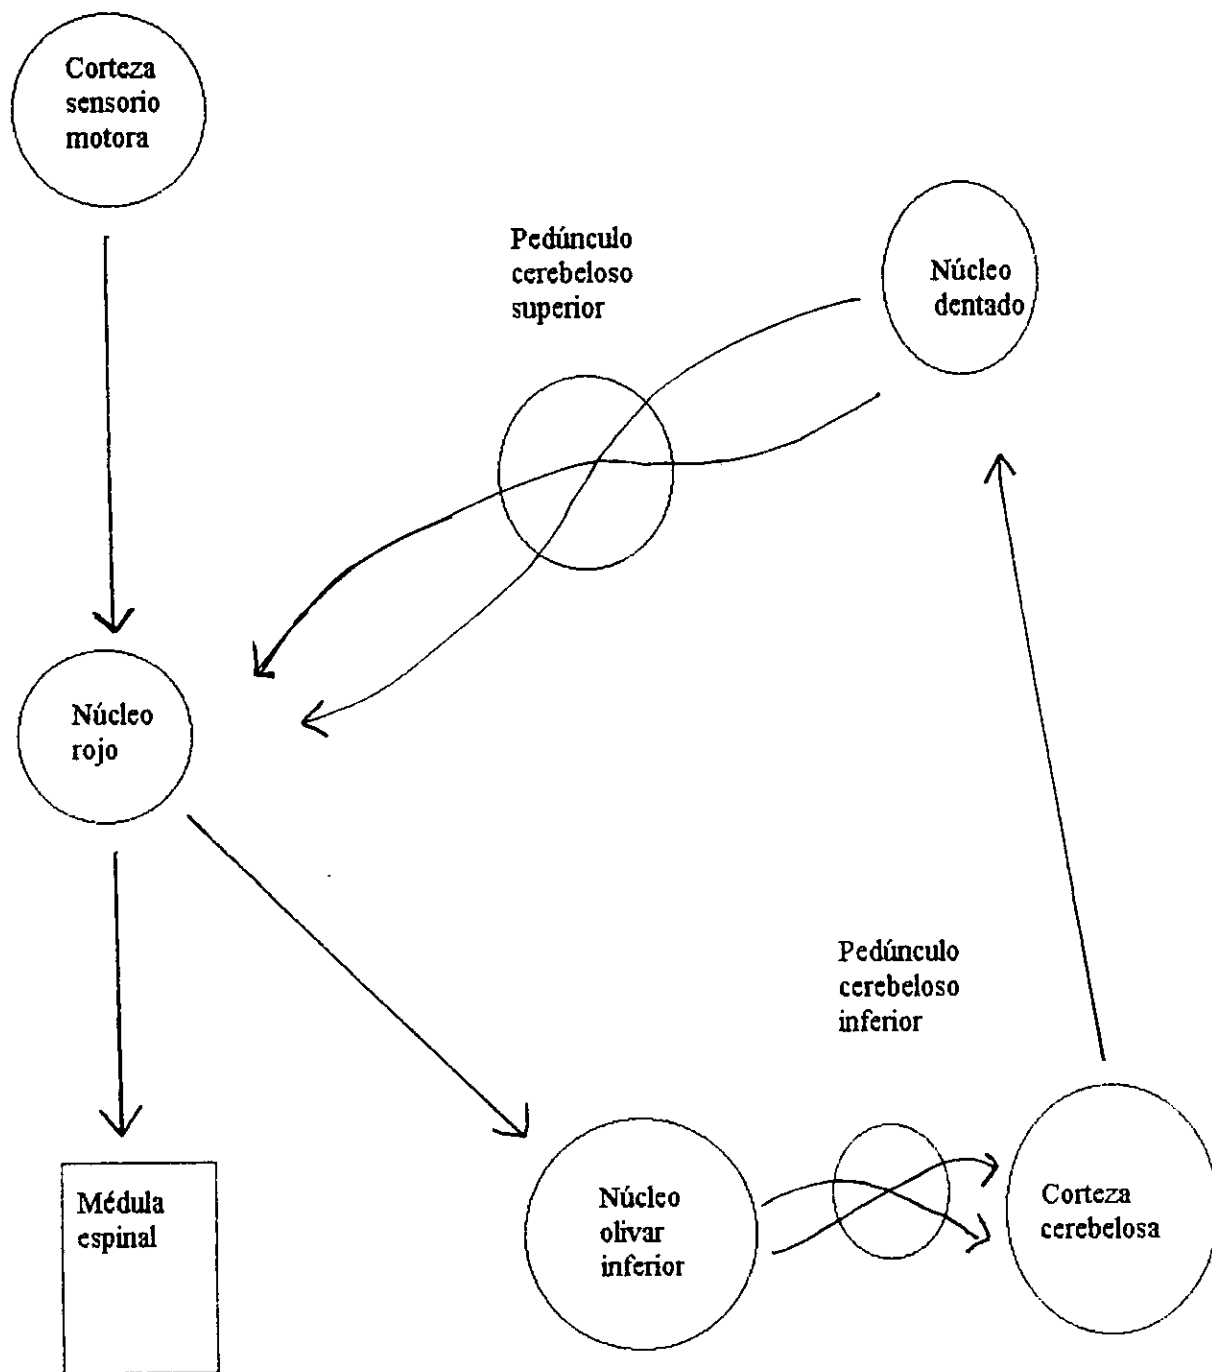 Corteza
sensorio
motora
Pedúnculo
cerebeloso
superior
Núcleo
dentado
Núcleo
rojo
Pedúnculo
cerebeloso
inferior
Médula
espinal
Núcleo
olivar
inferior
Corteza
cerebelosa